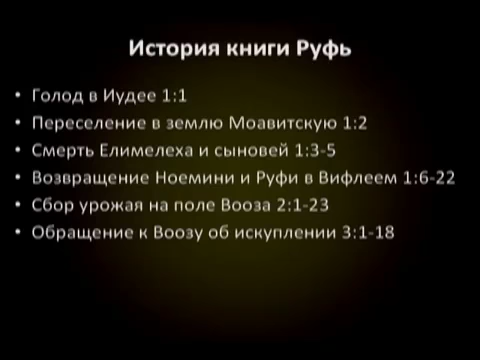 История книги Руфь
• Голод в Иудее 1:1
• Переселение в землю Моавитскую 1:2
• Смерть Елимелеха и сыновей 1:3-5
• Возвращение Ноемини и Руфи в Вифлеем 1:6-22
• Сбор урожая на поле Вооза 2:1-23
• Обращение к Воозу об искуплении 3:1-18